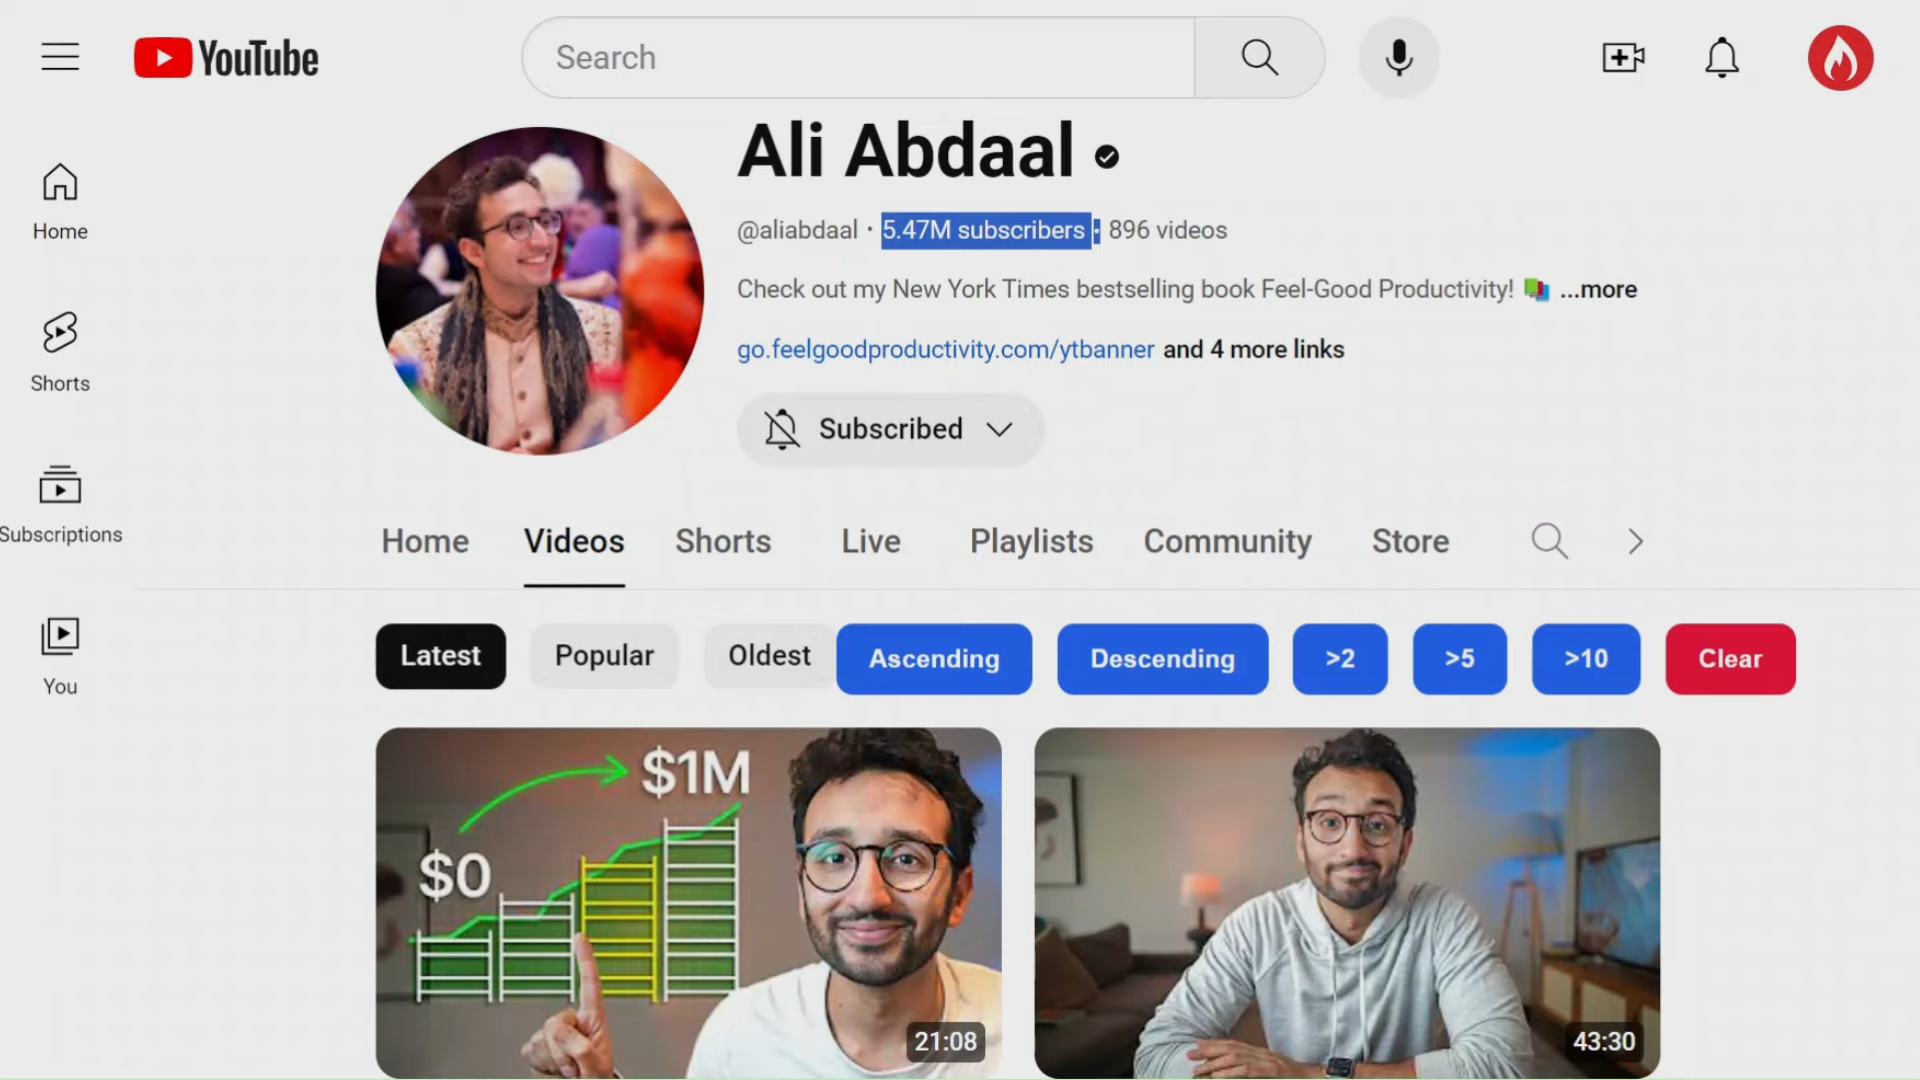 YouTube
Search
Ali Abdaal
@aliabdaal • 5.47M subscribers • 896 videos
Check out my New York Times bestselling book Feel-Good Productivity! ...more
go.feelgoodproductivity.com/ytbanner and 4 more links
Subscribed
Home
Shorts
Subscriptions
You
Home Videos Shorts Live Playlists Community Store
Latest Popular Oldest Ascending Descending >2 >5 >10 Clear
$1M
$0
21:08
43:30